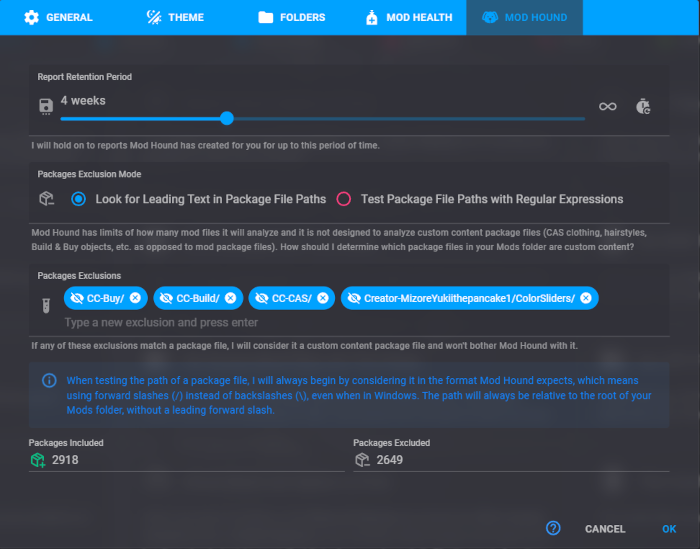 GENERAL THEME FOLDERS MOD HEALTH MOD HOUND
Report Retention Period
4 weeks
I will hold on to reports Mod Hound has created for you for up to this period of time.
Packages Exclusion Mode
Look for Leading Text in Package File Paths Test Package File Paths with Regular Expressions
Mod Hound has limits of how many mod files it will analyze and it is not designed to analyze custom content package files (CAS clothing, hairstyles,
Build & Buy objects, etc. as opposed to mod package files). How should I determine which package files in your Mods folder are custom content?
Packages Exclusions
CC-Buy/ CC-Build/ CC-CAS/ Creator-MizoreYukiithepancake1/ColorSliders/
Type a new exclusion and press enter
If any of these exclusions match a package file, I will consider it a custom content package file and won't bother Mod Hound with it.
When testing the path of a package file, I will always begin by considering it in the format Mod Hound expects, which means
using forward slashes (/) instead of backslashes (\), even when in Windows. The path will always be relative to the root of your
Mods folder, without a leading forward slash.
Packages Included Packages Excluded
2918 2649
CANCEL OK